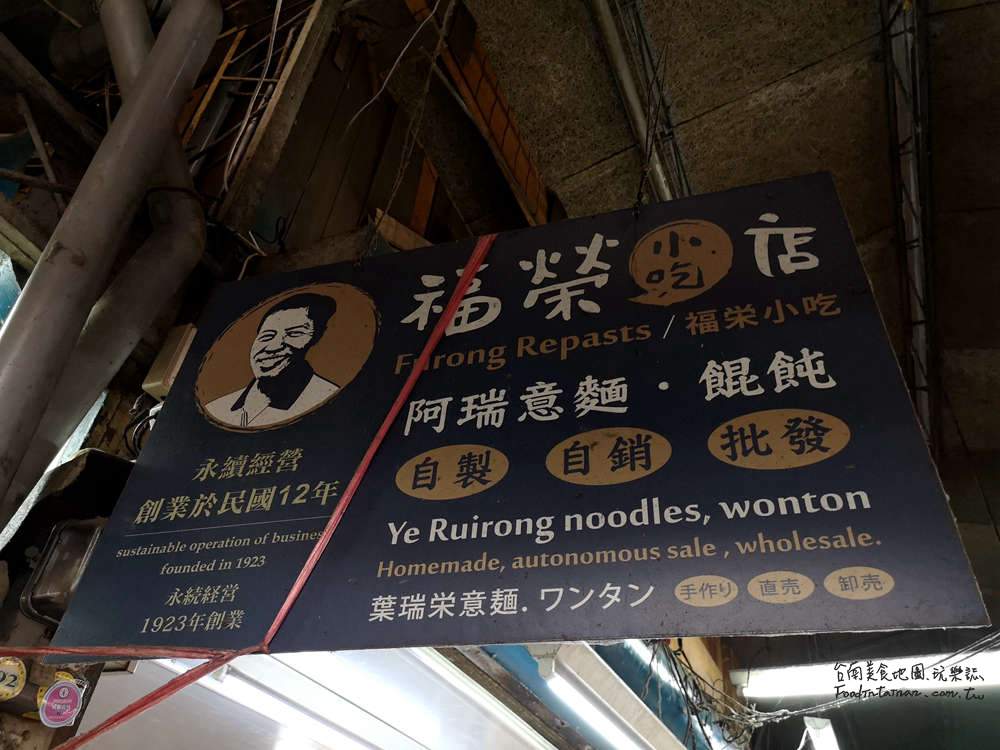 福榮小吃店
Furong Repasts / 福栄小吃
阿瑞意麵・餛飩
自製 自銷 批發
Ye Ruirong noodles, wonton
Homemade, autonomous sale , wholesale.
葉瑞栄意麺. ワンタン 手作り 直売 卸売
永續經營
創業於民國12年
sustainable operation of business
founded in 1923
永続経営
1923年創業
台南美食地圖.玩樂誌
Foodintainan.com.tw